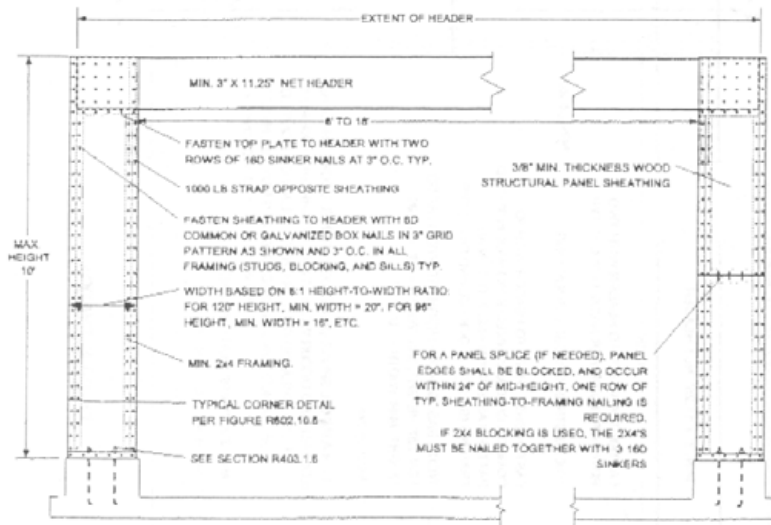 EXTENT OF HEADER
MIN. 3" X 11.25" NET HEADER
6' TO 18'
FASTEN TOP PLATE TO HEADER WITH TWO
ROWS OF 16D SINKER NAILS AT 3" O.C. TYP.
1000 LB STRAP OPPOSITE SHEATHING
FASTEN SHEATHING TO HEADER WITH 8D
COMMON OR GALVANIZED BOX NAILS IN 3" GRID
PATTERN AS SHOWN AND 3" O.C. IN ALL
FRAMING (STUDS, BLOCKING, AND SILLS) TYP.
MAX
HEIGHT
10'
WIDTH BASED ON 6:1 HEIGHT-TO-WIDTH RATIO:
FOR 120" HEIGHT, MIN. WIDTH = 20", FOR 96"
HEIGHT, MIN. WIDTH = 16", ETC.
MIN. 2x4 FRAMING.
TYPICAL CORNER DETAIL
PER FIGURE R602.10.5
SEE SECTION R403.1.6
3/8" MIN. THICKNESS WOOD
STRUCTURAL PANEL SHEATHING
FOR A PANEL SPLICE (IF NEEDED), PANEL
EDGES SHALL BE BLOCKED, AND OCCUR
WITHIN 24" OF MID-HEIGHT. ONE ROW OF
TYP. SHEATHING-TO-FRAMING NAILING IS
REQUIRED.
IF 2X4 BLOCKING IS USED, THE 2X4'S
MUST BE NAILED TOGETHER WITH 3 16D
SINKERS